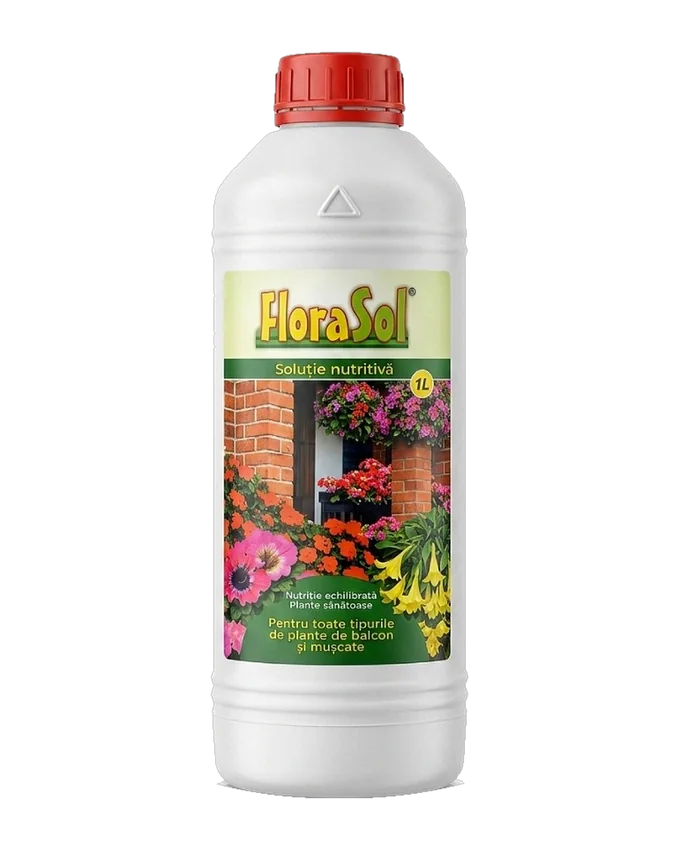 FloraSol®
Soluție nutritivă
1L
Nutriție echilibrată
Plante sănătoase
Pentru toate tipurile
de plante de balcon
și mușcate